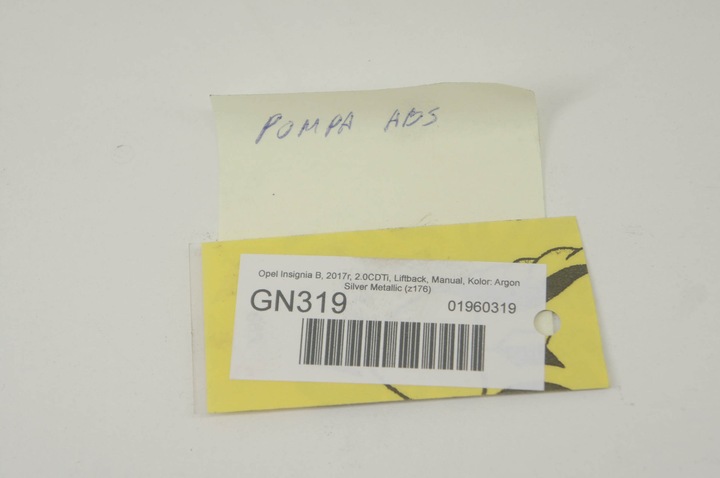 POMPA ABS
Opel Insignia B, 2017r, 2.0CDTi, Liftback, Manual, Kolor: Argon
Silver Metallic (z176)
GN319 01960319